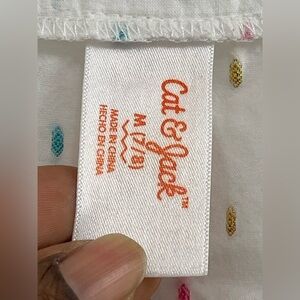 Cat & Jack™
M (7/8)
MADE IN CHINA
HECHO EN CHINA